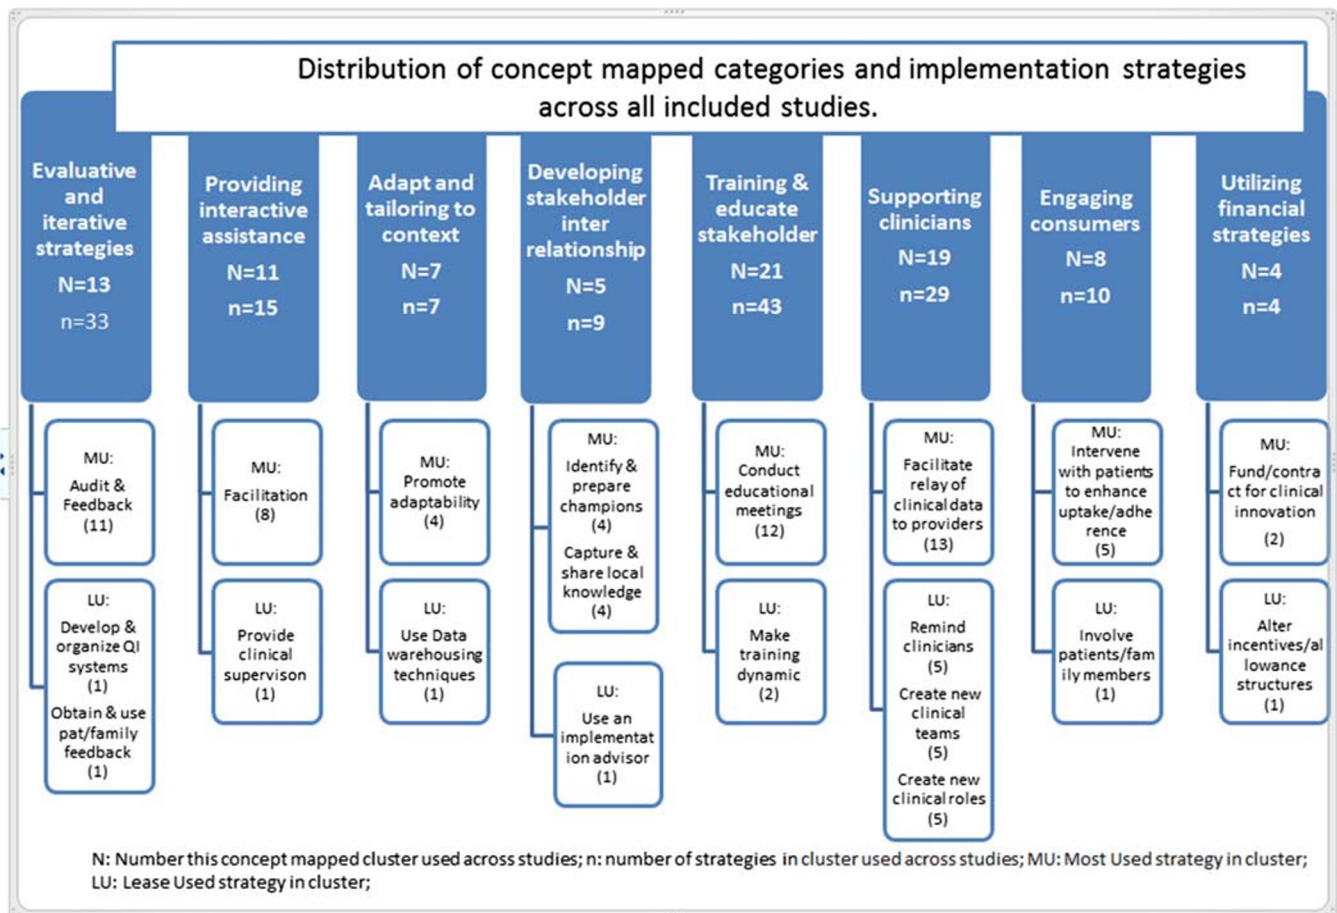 Distribution of concept mapped categories and implementation strategies
across all included studies.
Evaluative
and
iterative
strategies
N=13
n=33
Providing
interactive
assistance
N=11
n=15
Adapt and
tailoring to
context
N=7
n=7
Developing
stakeholder
inter
relationship
N=5
n=9
Training &
educate
stakeholder
N=21
n=43
Supporting
clinicians
N=19
n=29
Engaging
consumers
N=8
n=10
Utilizing
financial
strategies
N=4
n=4
MU:
Audit &
Feedback
(11)
LU:
Develop &
organize QI
systems
(1)
Obtain & use
pat/family
feedback
(1)
MU:
Facilitation
(8)
LU:
Provide
clinical
supervison
(1)
MU:
Promote
adaptability
(4)
LU:
Use Data
warehousing
techniques
(1)
MU:
Identify &
prepare
champions
(4)
Capture &
share local
knowledge
(4)
LU:
Use an
implementat
ion advisor
(1)
MU:
Conduct
educational
meetings
(12)
LU:
Make
training
dynamic
(2)
MU:
Facilitate
relay of
clinical data
to providers
(13)
LU:
Remind
clinicians
(5)
Create new
clinical
teams
(5)
Create new
clinical roles
(5)
MU:
Intervene
with patients
to enhance
uptake/adhe
rence
(5)
LU:
Involve
patients/fam
ily members
(1)
MU:
Fund/contra
ct for clinical
innovation
(2)
LU:
Alter
incentives/al
lowance
structures
(1)
N: Number this concept mapped cluster used across studies; n: number of strategies in cluster used across studies; MU: Most Used strategy in cluster;
LU: Lease Used strategy in cluster;